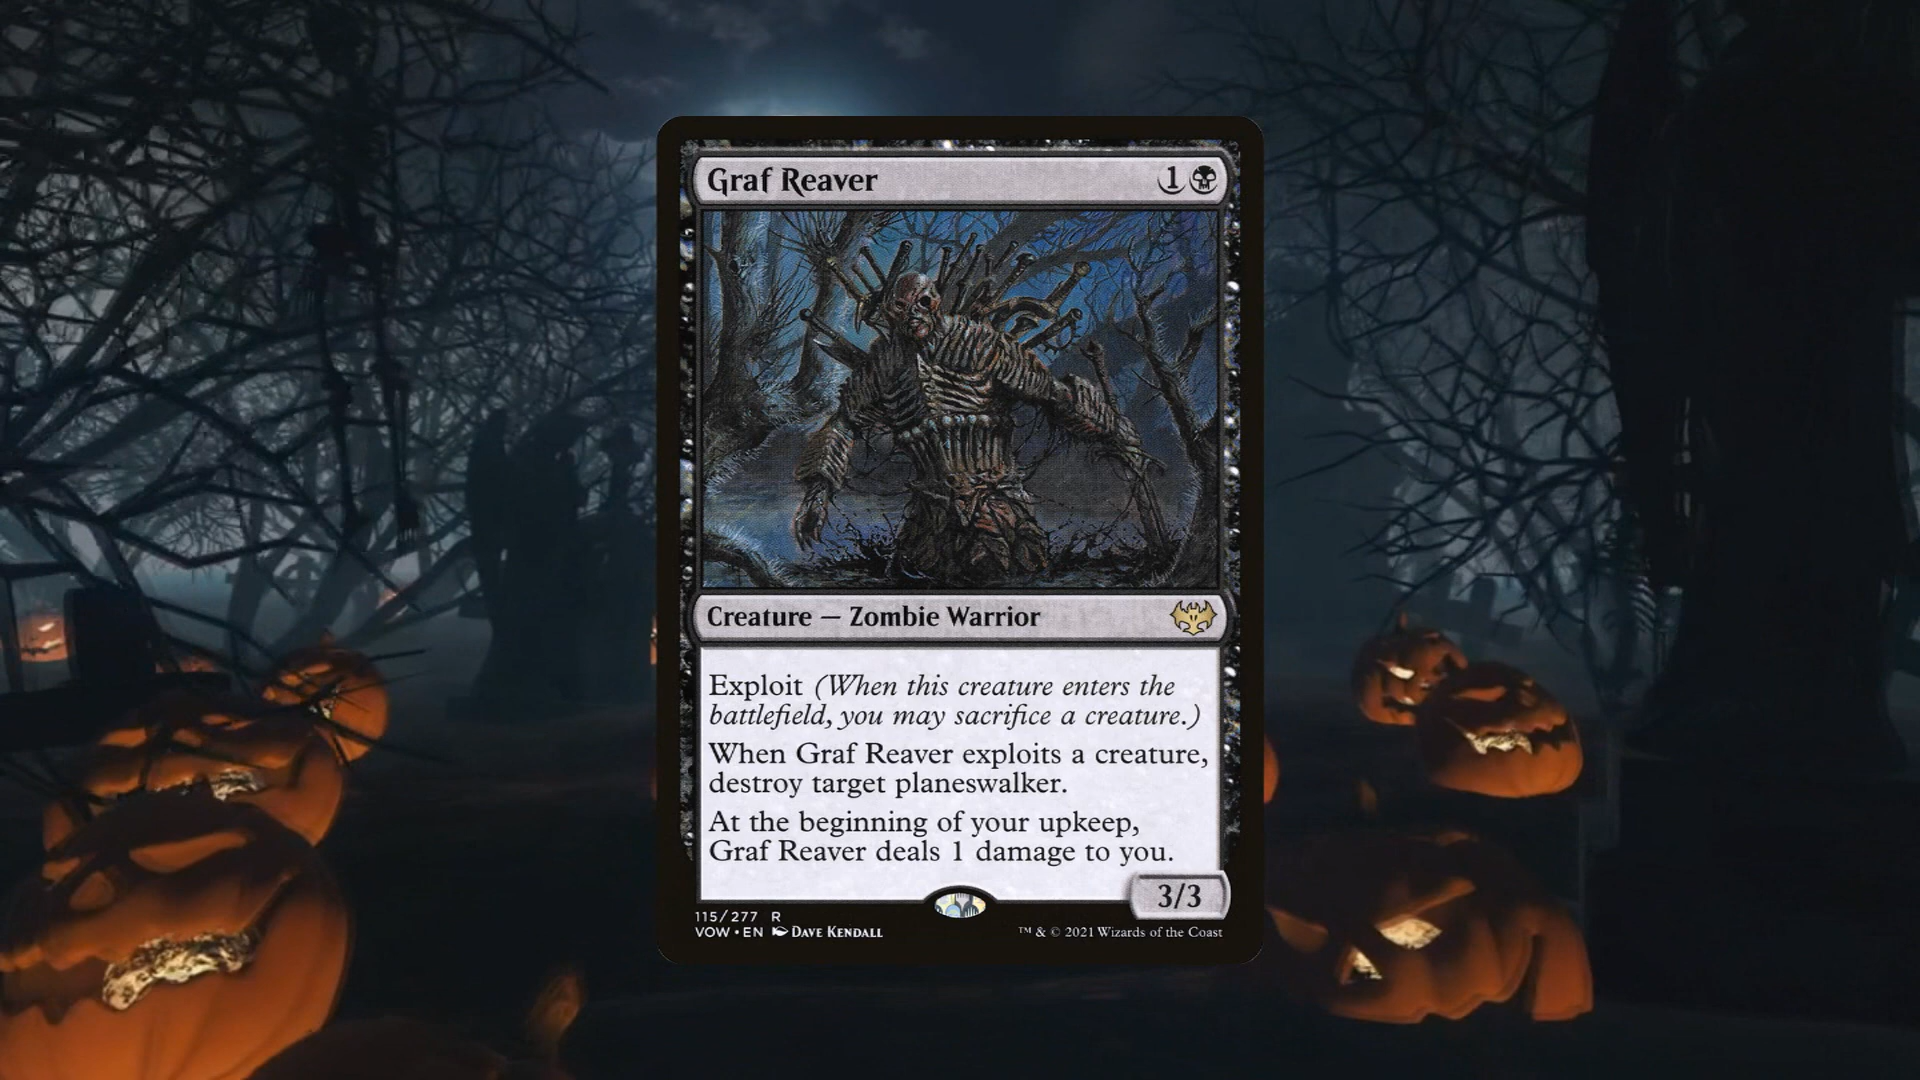 Graf Reaver 1
Creature — Zombie Warrior
Exploit (When this creature enters the
battlefield, you may sacrifice a creature.)
When Graf Reaver exploits a creature,
destroy target planeswalker.
At the beginning of your upkeep,
Graf Reaver deals 1 damage to you.
3/3
115/277 R
VOW • EN Dave Kendall
™ & © 2021 Wizards of the Coast